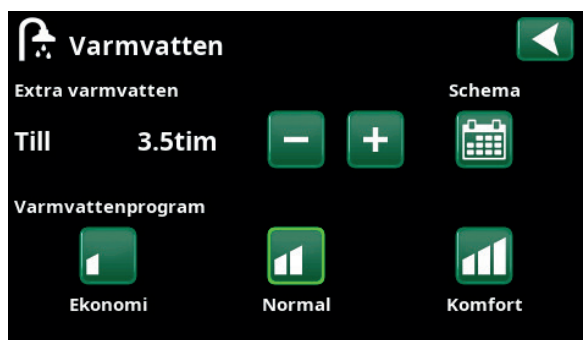 Varmvatten
Extra varmvatten Schema
Till 3.5tim − +
Varmvattenprogram
Ekonomi Normal Komfort